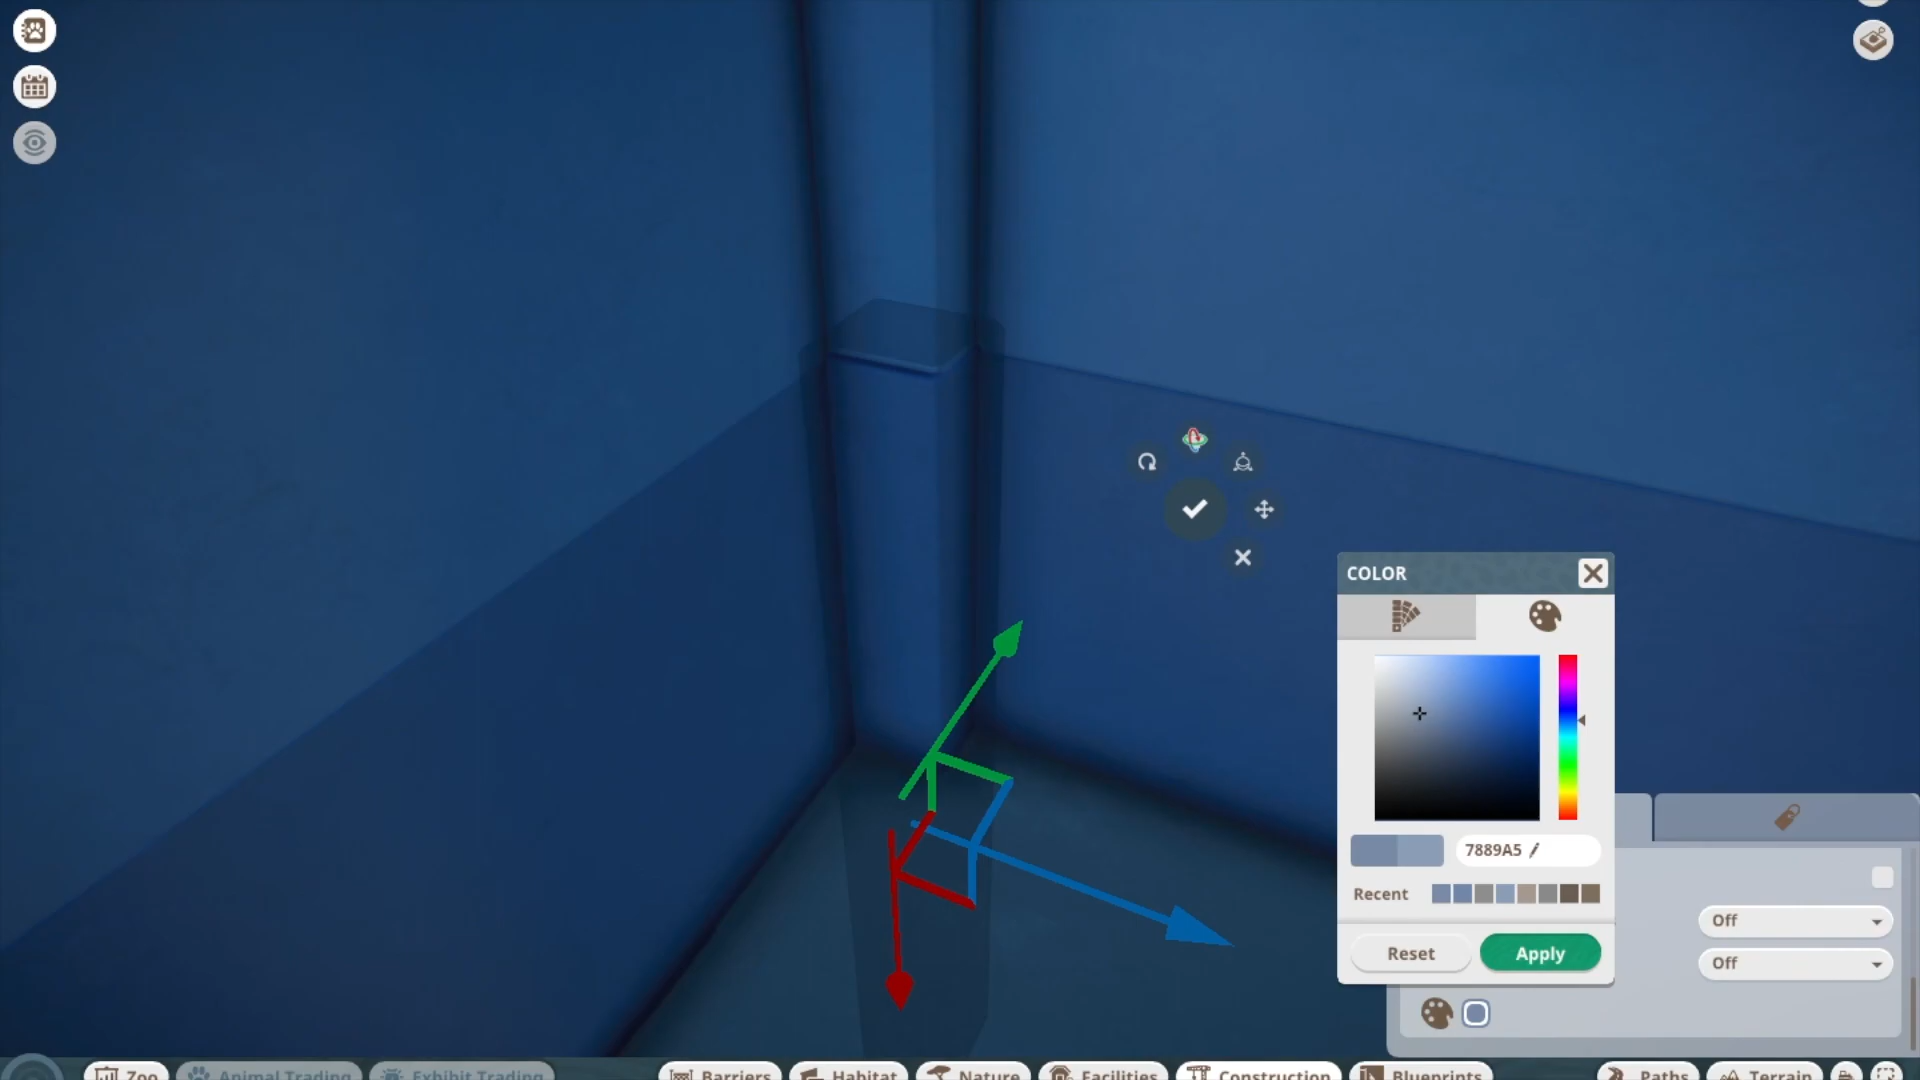 COLOR
7889A5
Recent
Reset
Apply
Off
Off
Zoo
Animal Trading
Exhibit Trading
Barriers
Habitat
Nature
Facilities
Construction
Blueprints
Paths
Terrain